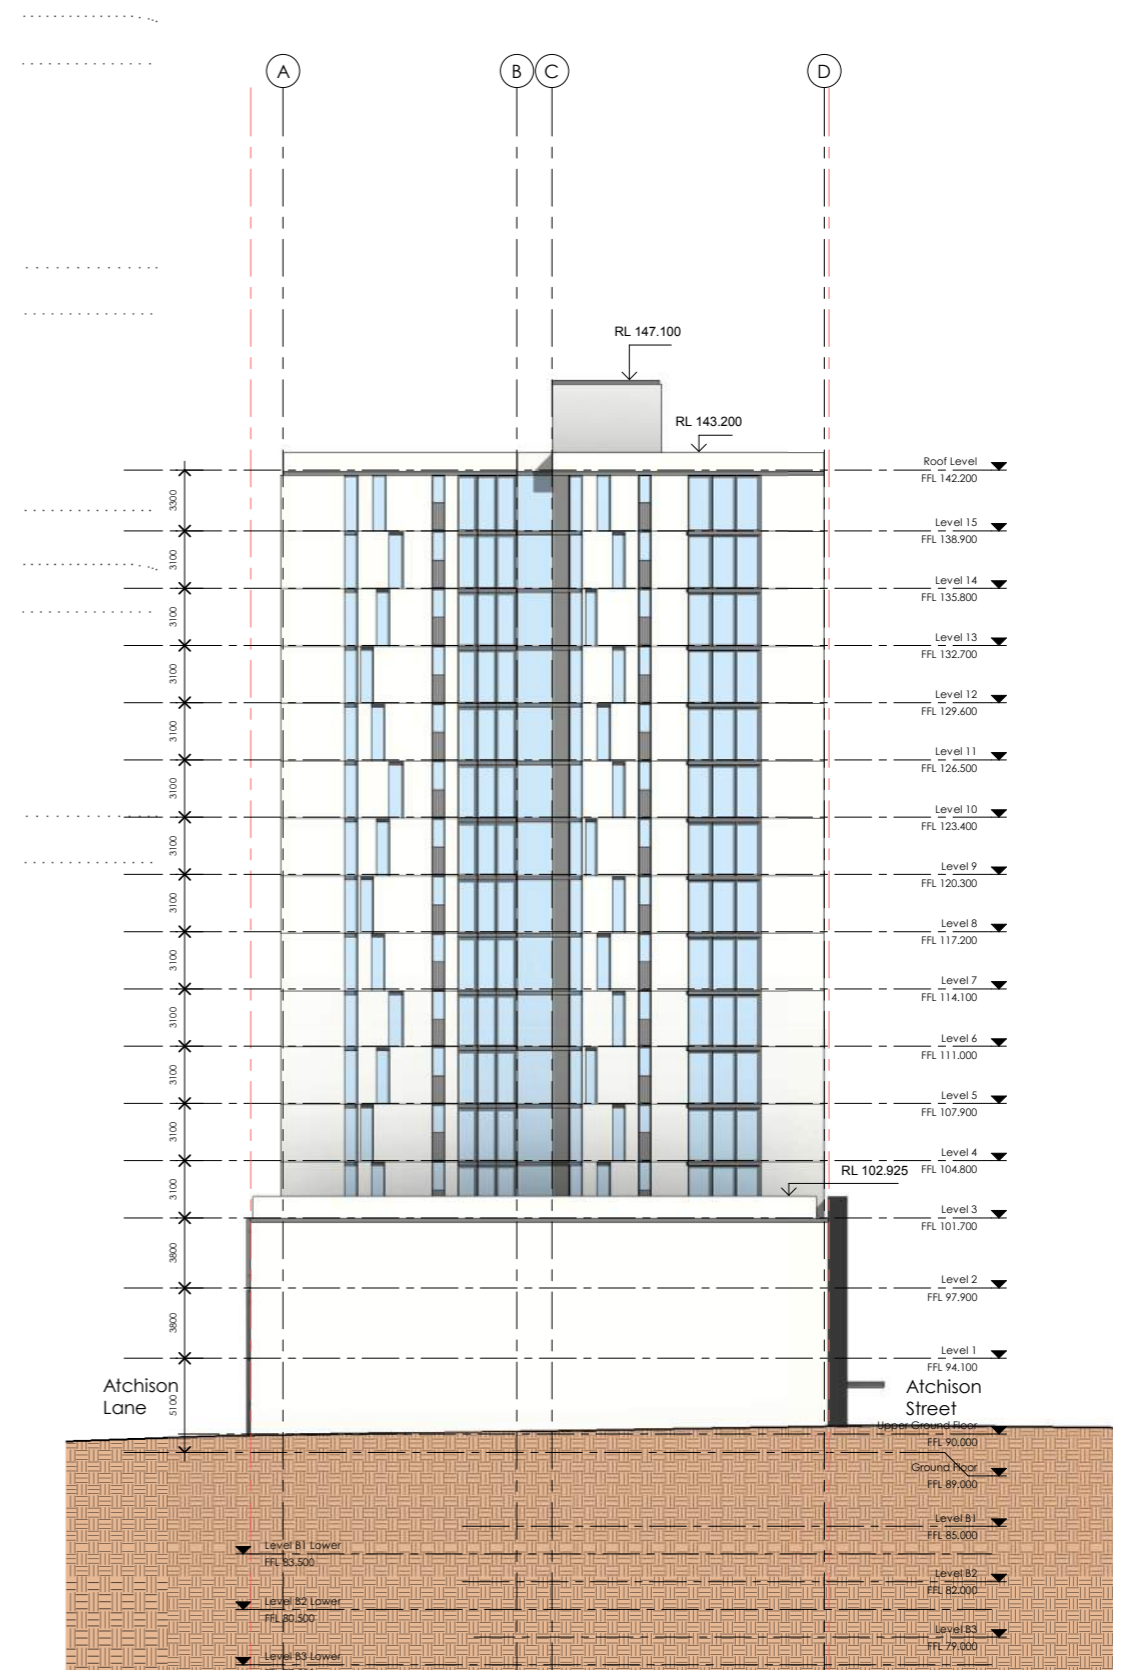 A
B
C
D
RL 147.100
RL 143.200
Roof Level
FFL 142.200
3300
Level 15
FFL 138.900
3100
Level 14
FFL 135.800
3100
Level 13
FFL 132.700
3100
Level 12
FFL 129.600
3100
Level 11
FFL 126.500
3100
Level 10
FFL 123.400
3100
Level 9
FFL 120.300
3100
Level 8
FFL 117.200
3100
Level 7
FFL 114.100
3100
Level 6
FFL 111.000
3100
Level 5
FFL 107.900
3100
Level 4
FFL 104.800
RL 102.925
3100
Level 3
FFL 101.700
3800
Level 2
FFL 97.900
3800
Level 1
FFL 94.100
5100
Atchison
Lane
Atchison
Street
Upper Ground Floor
FFL 90.000
Ground Floor
FFL 89.000
Level B1
FFL 85.000
Level B1 Lower
FFL 83.500
Level B2
FFL 82.000
Level B2 Lower
FFL 80.500
Level B3
FFL 79.000
Level B3 Lower